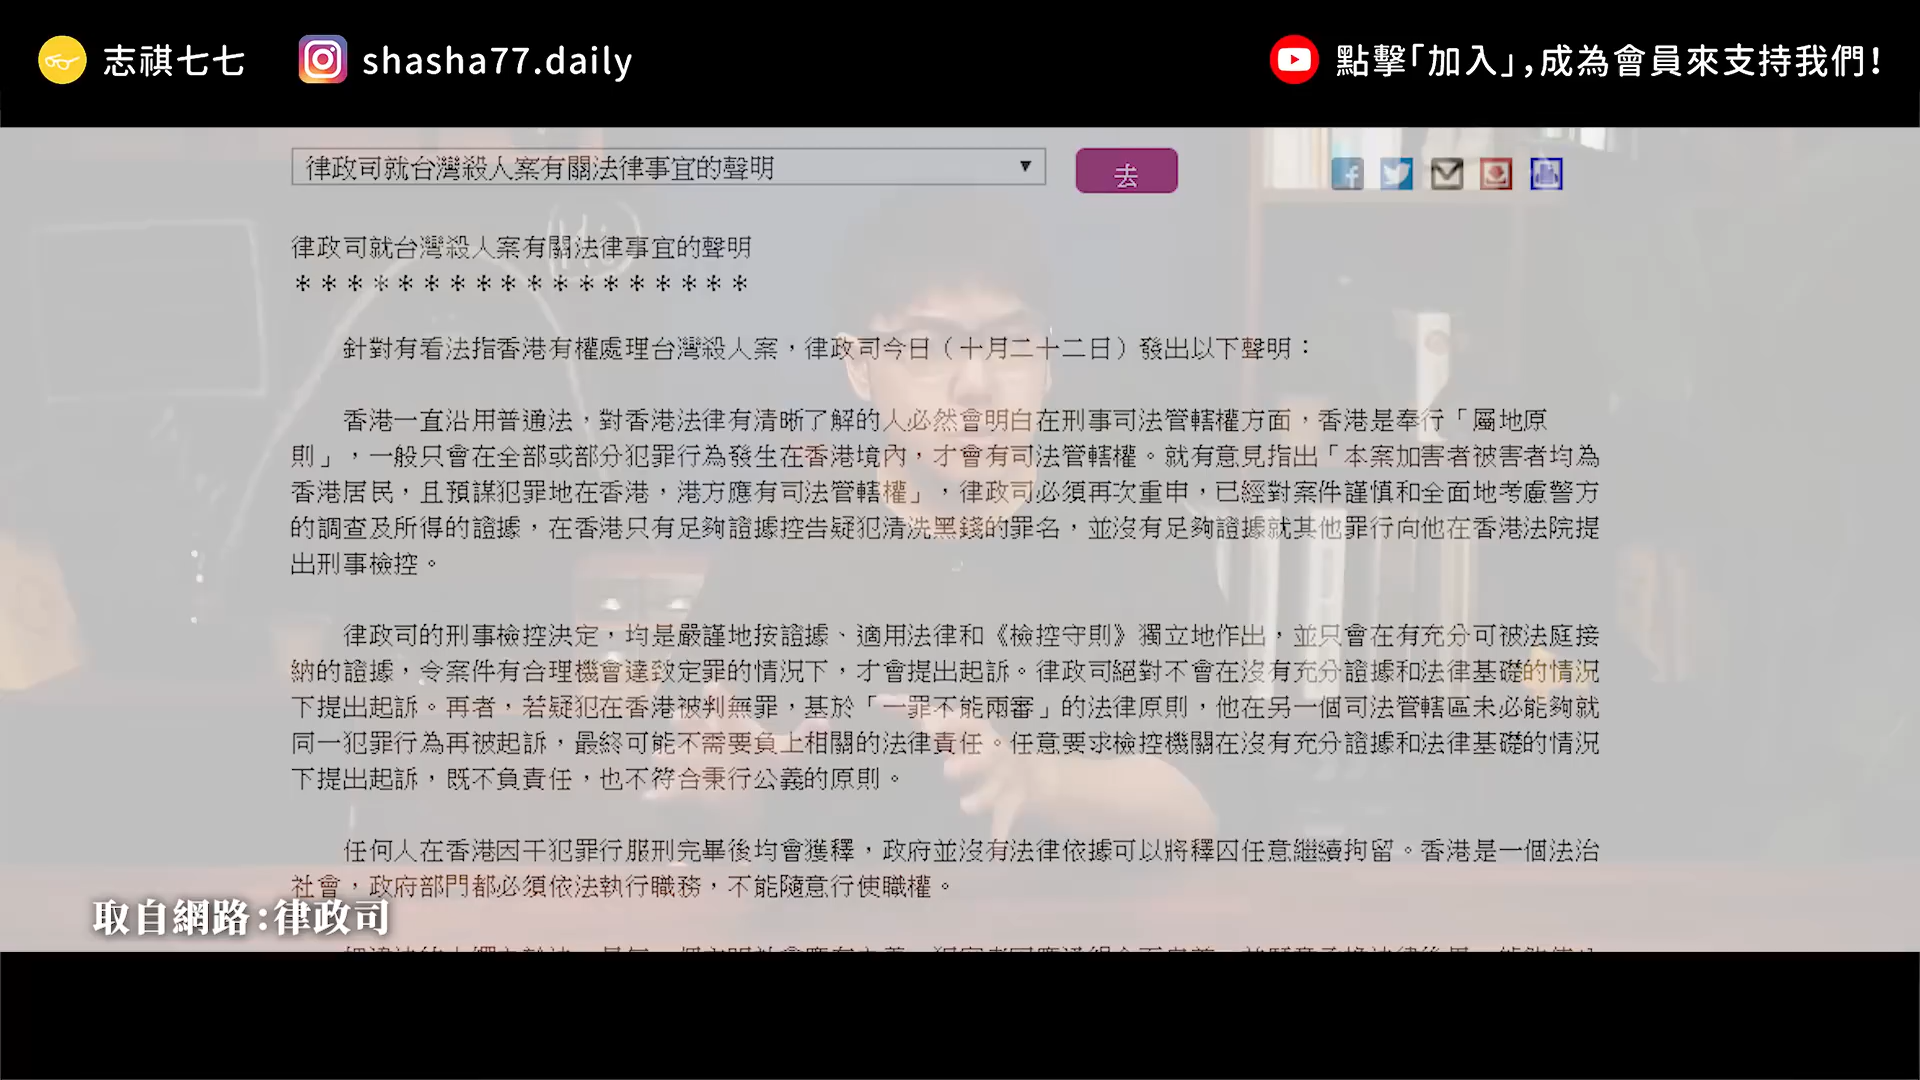 志祺七七
shasha77.daily
點擊「加入」,成為會員來支持我們!
律政司就台灣殺人案有關法律事宜的聲明
去
律政司就台灣殺人案有關法律事宜的聲明
******************
針對有看法指香港有權處理台灣殺人案，律政司今日（十月二十二日）發出以下聲明：
香港一直沿用普通法，對香港法律有清晰了解的人必然會明白在刑事司法管轄權方面，香港是奉行「屬地原
則」，一般只會在全部或部分犯罪行為發生在香港境內，才會有司法管轄權。就有意見指出「本案加害者被害者均為
香港居民，且預謀犯罪地在香港，港方應有司法管轄權」，律政司必須再次重申，已經對案件謹慎和全面地考慮警方
的調查及所得的證據，在香港只有足夠證據控告疑犯清洗黑錢的罪名，並沒有足夠證據就其他罪行向他在香港法院提
出刑事檢控。
律政司的刑事檢控決定，均是嚴謹地按證據、適用法律和《檢控守則》獨立地作出，並只會在有充分可被法庭接
納的證據，令案件有合理機會達致定罪的情況下，才會提出起訴。律政司絕對不會在沒有充分證據和法律基礎的情況
下提出起訴。再者，若疑犯在香港被判無罪，基於「一罪不能兩審」的法律原則，他在另一個司法管轄區未必能夠就
同一犯罪行為再被起訴，最終可能不需要負上相關的法律責任。任意要求檢控機關在沒有充分證據和法律基礎的情況
下提出起訴，既不負責任，也不符合秉行公義的原則。
任何人在香港因干犯罪行服刑完畢後均會獲釋，政府並沒有法律依據可以將釋囚任意繼續拘留。香港是一個法治
社會，政府部門都必須依法執行職務，不能隨意行使職權。
取自網路:律政司